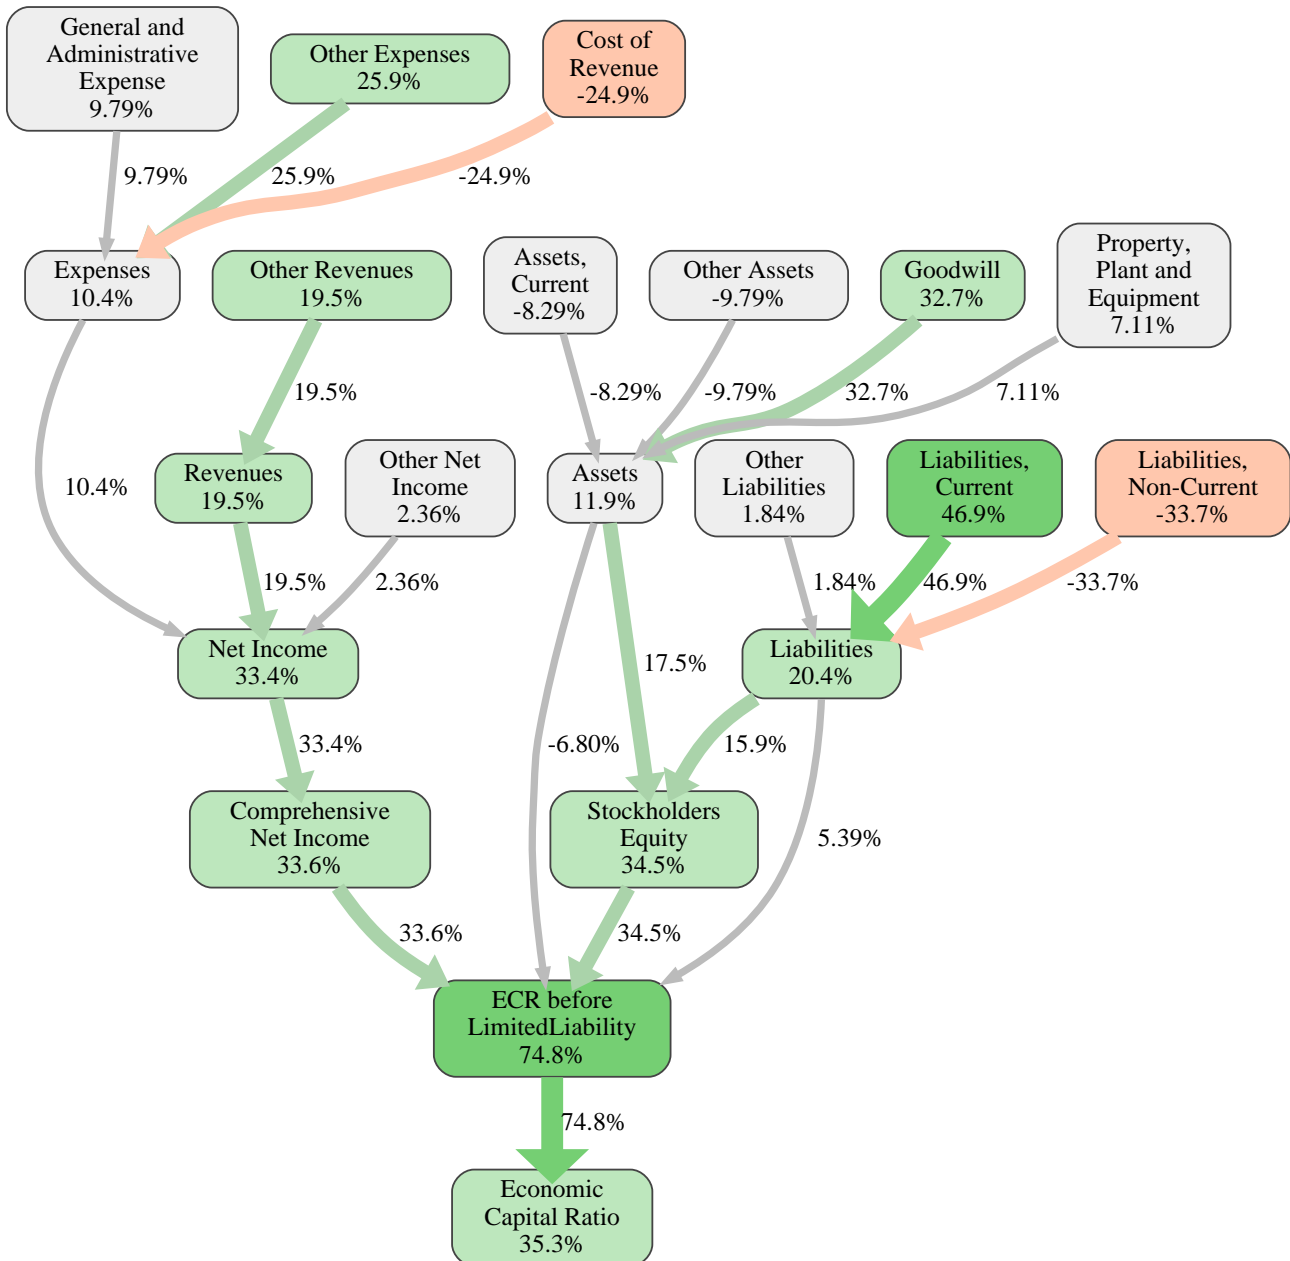 General and
Administrative
Expense
9.79%
Other Expenses
25.9%
Cost of
Revenue
-24.9%
9.79%
25.9%
-24.9%
Expenses
10.4%
Other Revenues
19.5%
Assets,
Current
-8.29%
Other Assets
-9.79%
Goodwill
32.7%
Property,
Plant and
Equipment
7.11%
19.5%
-8.29%
-9.79%
32.7%
7.11%
10.4%
Revenues
19.5%
Other Net
Income
2.36%
Assets
11.9%
Other
Liabilities
1.84%
Liabilities,
Current
46.9%
Liabilities,
Non-Current
-33.7%
19.5%
2.36%
1.84%
46.9%
-33.7%
Net Income
33.4%
17.5%
Liabilities
20.4%
33.4%
-6.80%
15.9%
Comprehensive
Net Income
33.6%
Stockholders
Equity
34.5%
5.39%
33.6%
34.5%
ECR before
LimitedLiability
74.8%
74.8%
Economic
Capital Ratio
35.3%